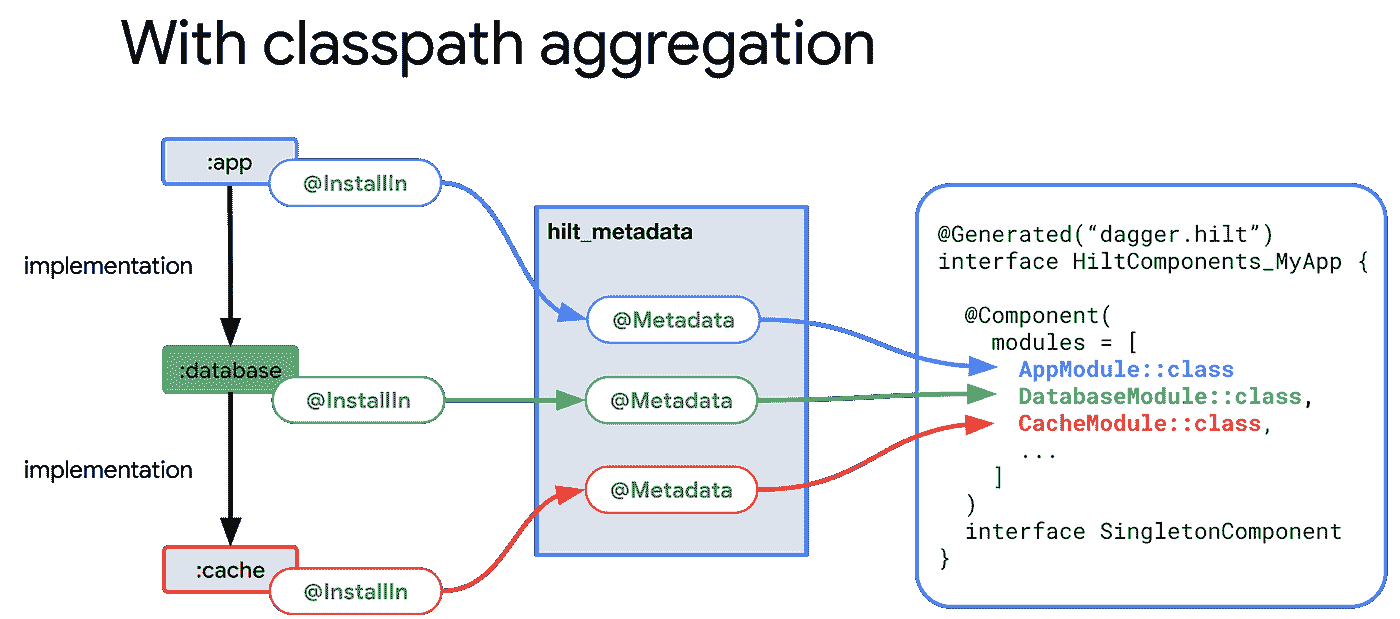 With classpath aggregation
:app
@InstallIn
implementation
:database
@InstallIn
implementation
:cache
@InstallIn
hilt_metadata
@Metadata
@Metadata
@Metadata
@Generated(“dagger.hilt”)
interface HiltComponents_MyApp {
@Component(
modules = [
AppModule::class
DatabaseModule::class,
CacheModule::class,
...
]
)
interface SingletonComponent
}